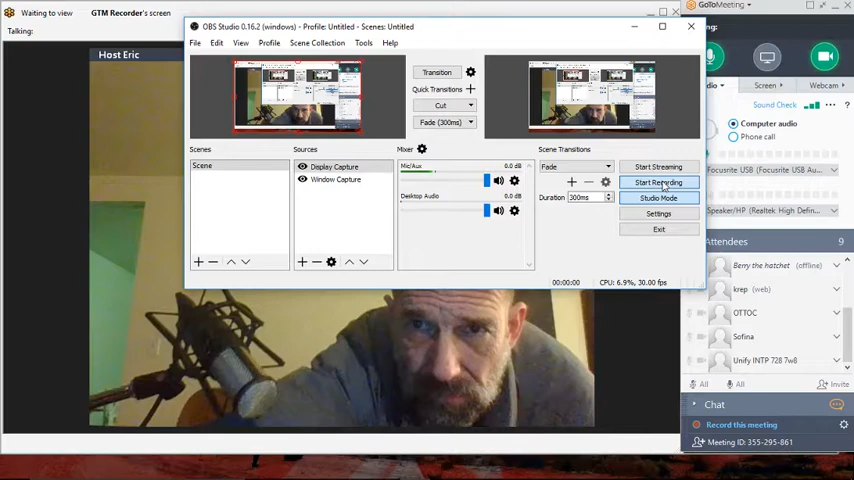 Waiting to view
GTM Recorder's screen
Talking:
Host Eric
OBS Studio 0.16.2 (windows) - Profile: Untitled - Scenes: Untitled
File Edit View Profile Scene Collection Tools Help
Transition
Quick Transitions
Cut
Fade (300ms)
Scenes
Scene
Sources
Display Capture
Window Capture
Mixer
Mic/Aux 0.0 dB
Desktop Audio 0.0 dB
Scene Transitions
Fade
Duration 300ms
Start Streaming
Start Recording
Studio Mode
Settings
Exit
00:00:00 CPU: 6.9%, 30.00 fps
GoToMeeting
Screen
Sound Check
Computer audio
Phone call
Focusrite USB (Focusrite USB Au...
Speaker/HP (Realtek High Defin...
Attendees 9
Berry the hatchet (offline)
krep (web)
OTTOC
Sofina
Unify INTP 728 7w8
All All Invite
Chat
Record this meeting
Meeting ID: 355-295-861